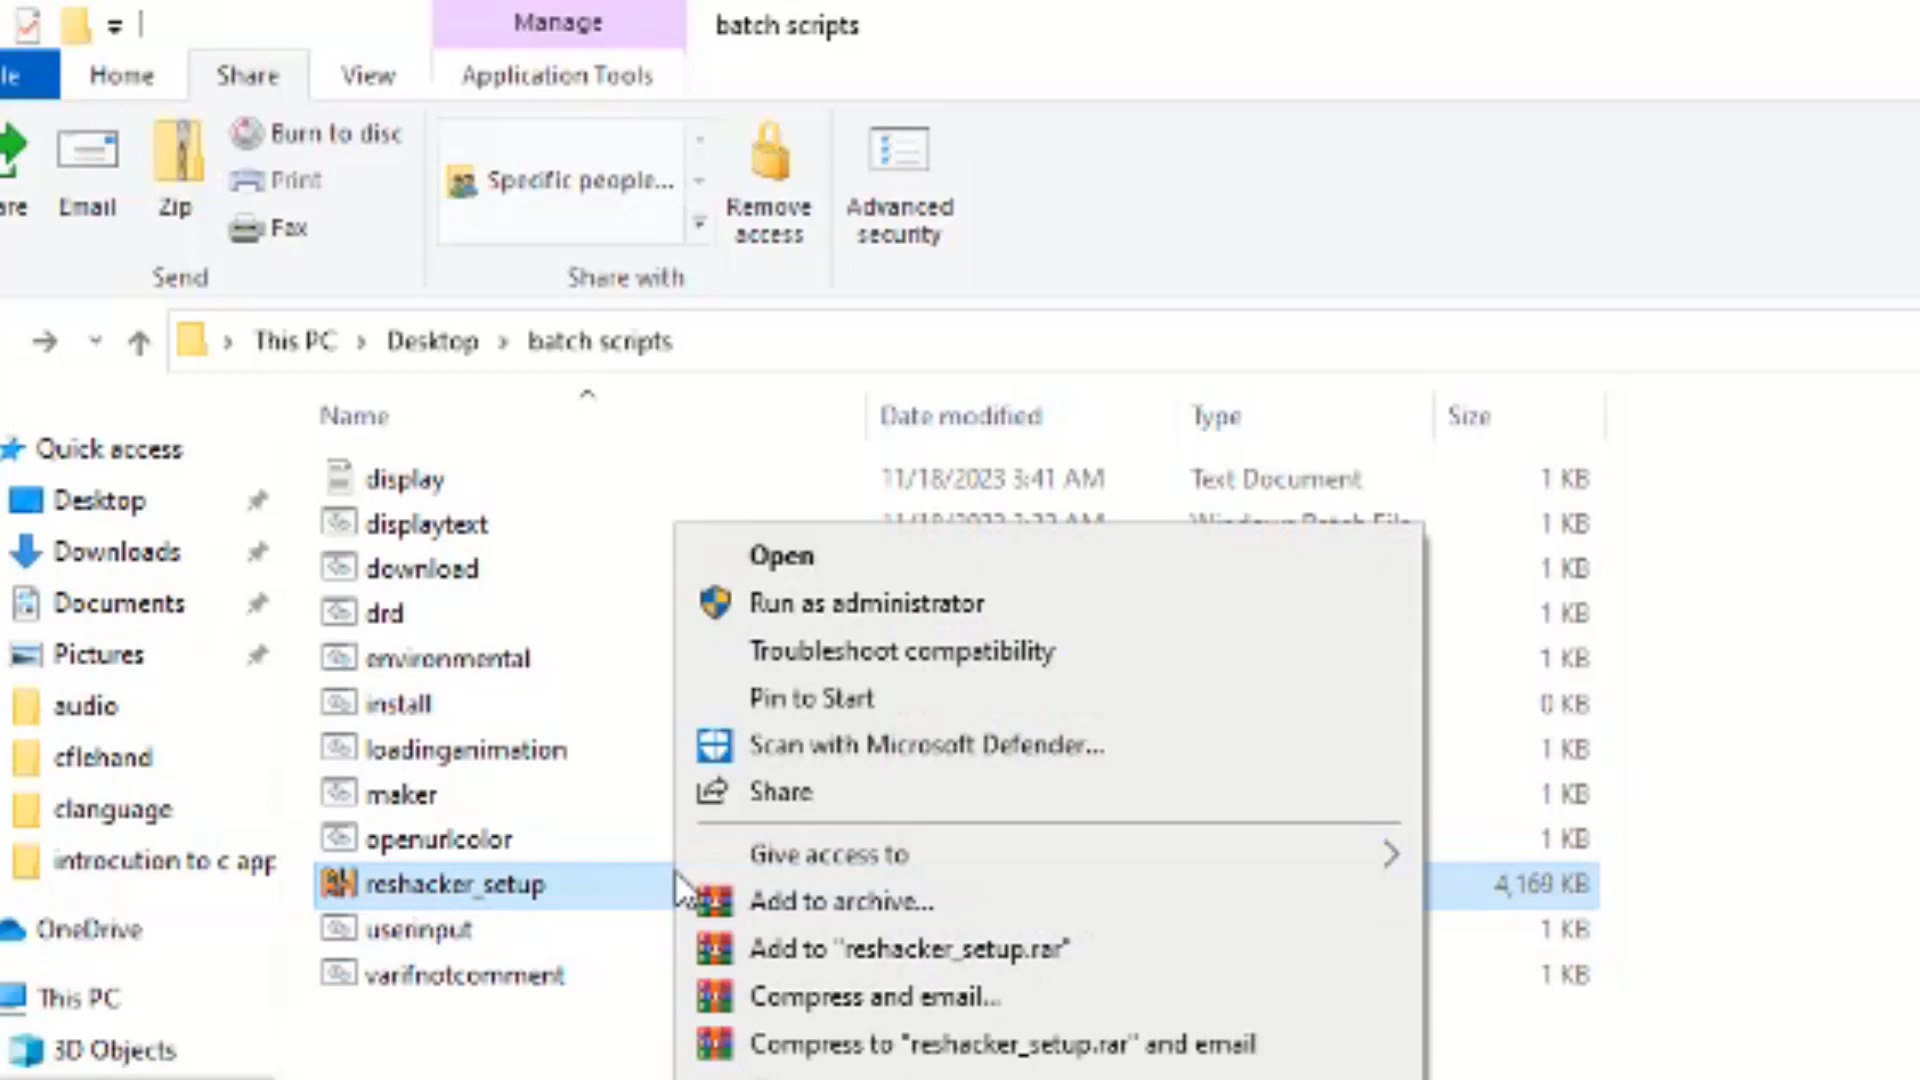 Manage
batch scripts
le
Home
Share
View
Application Tools
Burn to disc
Print
Fax
are
Email
Zip
Specific people...
Remove
access
Advanced
security
Send
Share with
This PC
Desktop
batch scripts
Name
Date modified
Type
Size
Quick access
Desktop
Downloads
Documents
Pictures
audio
cflehand
clanguage
introcution to c app
OneDrive
This PC
3D Objects
display 11/18/2023 3:41 AM Text Document 1 KB
displaytext 1 KB
download 1 KB
drd 1 KB
environmental 1 KB
install 0 KB
loadinganimation 1 KB
maker 1 KB
openurlcolor 1 KB
reshacker_setup 4,169 KB
userinput 1 KB
varifnotcomment 1 KB
Open
Run as administrator
Troubleshoot compatibility
Pin to Start
Scan with Microsoft Defender...
Share
Give access to
Add to archive...
Add to "reshacker_setup.rar"
Compress and email...
Compress to "reshacker_setup.rar" and email